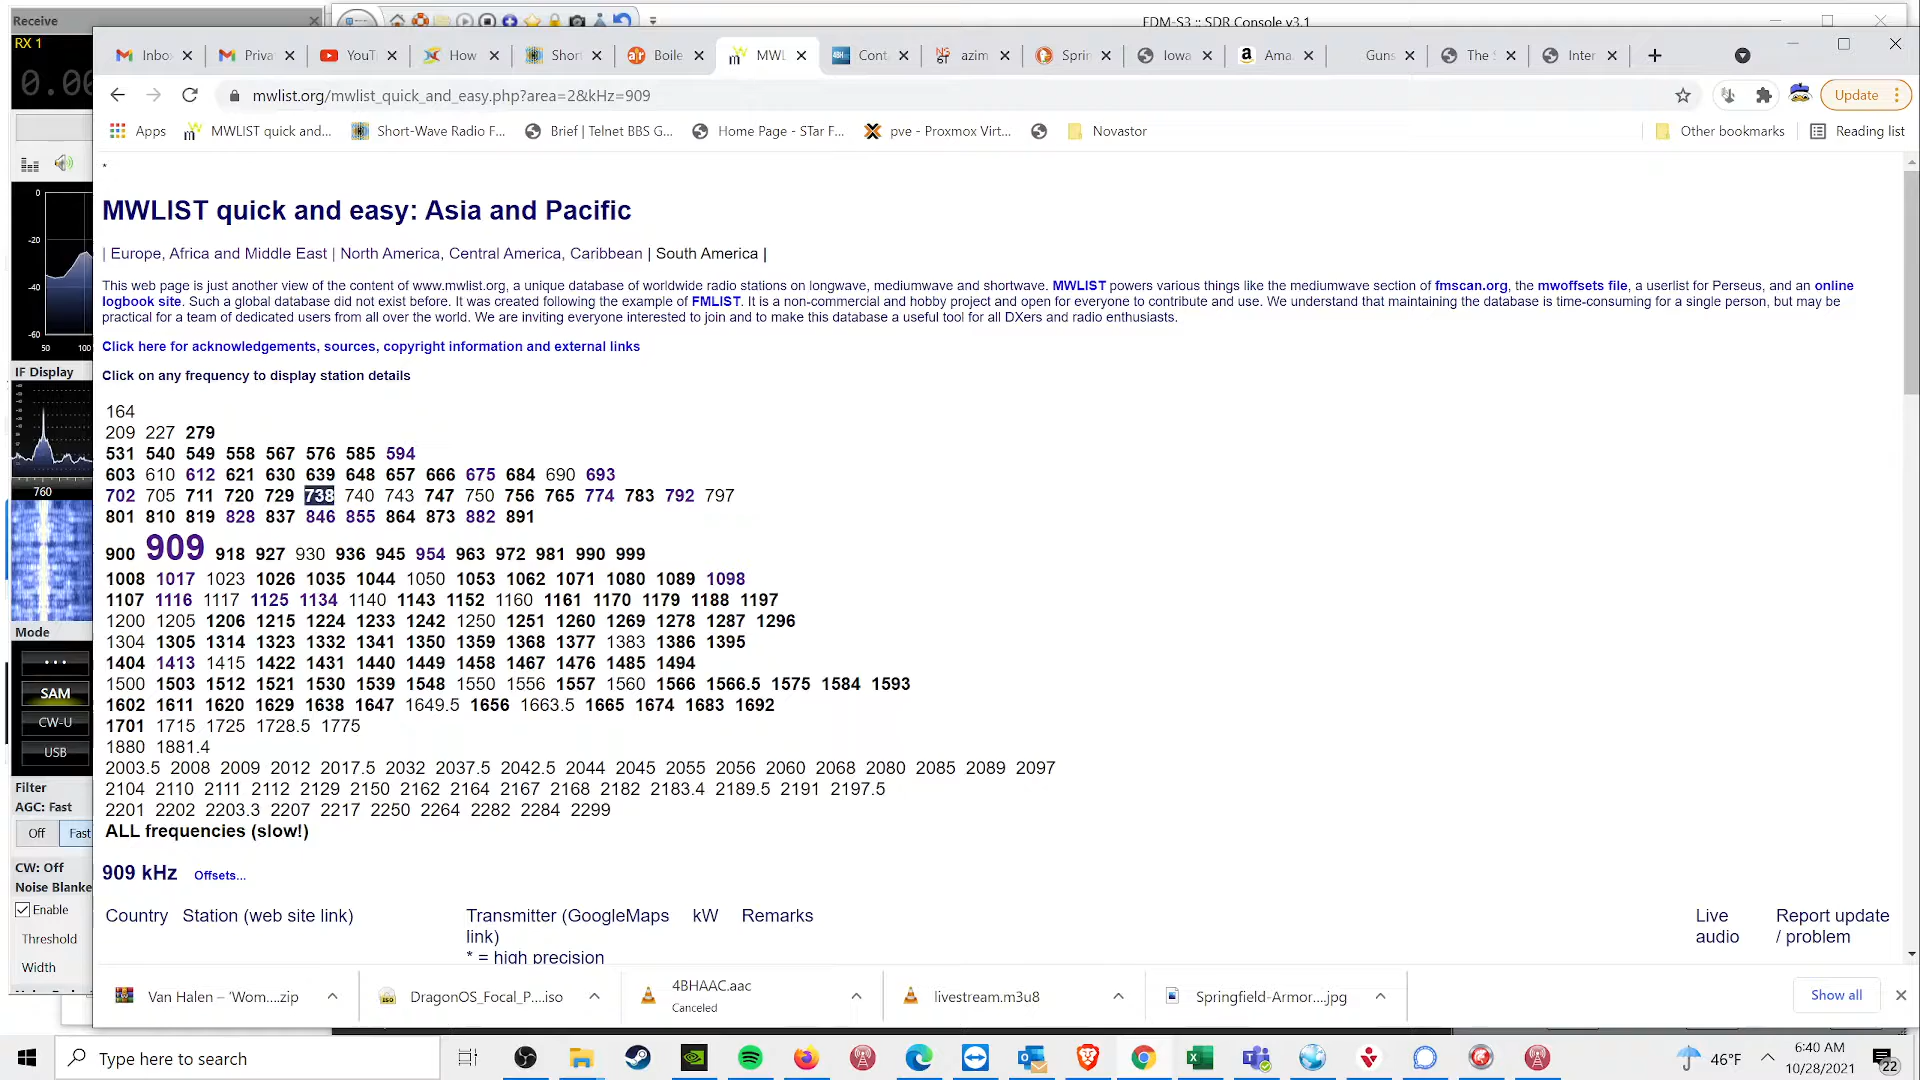 Receive
FDM-S3 :: SDR Console v3.1
RX 1
Inbo
Priva
YouT
How
Shor
Boile
MWL
Cont
azim
Sprin
Iowa
Ama
Guns
The
Inter
mwlist.org/mwlist_quick_and_easy.php?area=2&kHz=909
Update
Apps
MWLIST quick and...
Short-Wave Radio F...
Brief | Telnet BBS G...
Home Page - STar F...
pve - Proxmox Virt...
Novastor
Other bookmarks
Reading list
*
MWLIST quick and easy: Asia and Pacific
| Europe, Africa and Middle East | North America, Central America, Caribbean | South America |
This web page is just another view of the content of www.mwlist.org, a unique database of worldwide radio stations on longwave, mediumwave and shortwave. MWLIST powers various things like the mediumwave section of fmscan.org, the mwoffsets file, a userlist for Perseus, and an online
logbook site. Such a global database did not exist before. It was created following the example of FMLIST. It is a non-commercial and hobby project and open for everyone to contribute and use. We understand that maintaining the database is time-consuming for a single person, but may be
practical for a team of dedicated users from all over the world. We are inviting everyone interested to join and to make this database a useful tool for all DXers and radio enthusiasts.
Click here for acknowledgements, sources, copyright information and external links
Click on any frequency to display station details
164
209 227 279
531 540 549 558 567 576 585 594
603 610 612 621 630 639 648 657 666 675 684 690 693
702 705 711 720 729 738 740 743 747 750 756 765 774 783 792 797
801 810 819 828 837 846 855 864 873 882 891
900 909 918 927 930 936 945 954 963 972 981 990 999
1008 1017 1023 1026 1035 1044 1050 1053 1062 1071 1080 1089 1098
1107 1116 1117 1125 1134 1140 1143 1152 1160 1161 1170 1179 1188 1197
1200 1205 1206 1215 1224 1233 1242 1250 1251 1260 1269 1278 1287 1296
1304 1305 1314 1323 1332 1341 1350 1359 1368 1377 1383 1386 1395
1404 1413 1415 1422 1431 1440 1449 1458 1467 1476 1485 1494
1500 1503 1512 1521 1530 1539 1548 1550 1556 1557 1560 1566 1566.5 1575 1584 1593
1602 1611 1620 1629 1638 1647 1649.5 1656 1663.5 1665 1674 1683 1692
1701 1715 1725 1728.5 1775
1880 1881.4
2003.5 2008 2009 2012 2017.5 2032 2037.5 2042.5 2044 2045 2055 2056 2060 2068 2080 2085 2089 2097
2104 2110 2111 2112 2129 2150 2162 2164 2167 2168 2182 2183.4 2189.5 2191 2197.5
2201 2202 2203.3 2207 2217 2250 2264 2282 2284 2299
ALL frequencies (slow!)
909 kHz Offsets...
Country Station (web site link) Transmitter (GoogleMaps kW Remarks Live Report update
link) audio / problem
* = high precision
0
-20
-40
-60
50 100
IF Display
760
Mode
...
SAM
CW-U
USB
Filter
AGC: Fast
Off Fast
CW: Off
Noise Blanke
Enable
Threshold
Width
Van Halen – 'Wom....zip
DragonOS_Focal_P....iso
4BHAAC.aac
Canceled
livestream.m3u8
Springfield-Armor....jpg
Show all
Type here to search
46°F
6:40 AM
10/28/2021
22